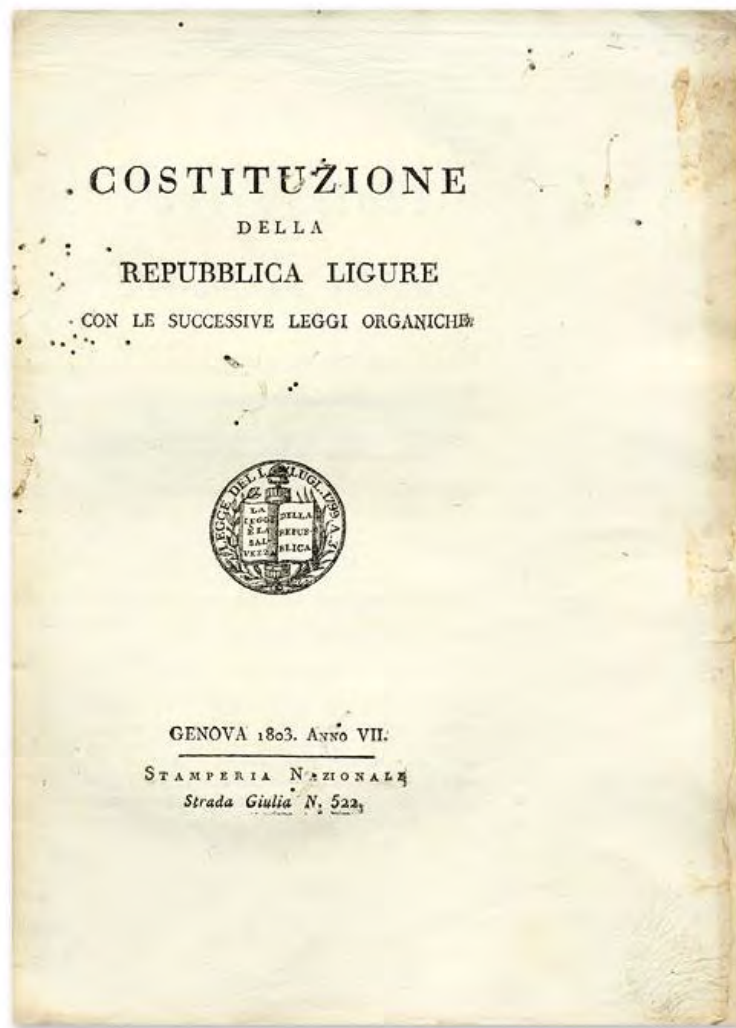 COSTITUZIONE
DELLA
REPUBBLICA LIGURE
CON LE SUCCESSIVE LEGGI ORGANICHE
LEGGE DEL LUGL. 1799 A. 3.
LA
LEGGE
E LA
SAL-
VEZZA
DELLA
REPUB-
BLICA
GENOVA 1803. ANNO VII.
STAMPERIA NAZIONALE
Strada Giulia N. 522.